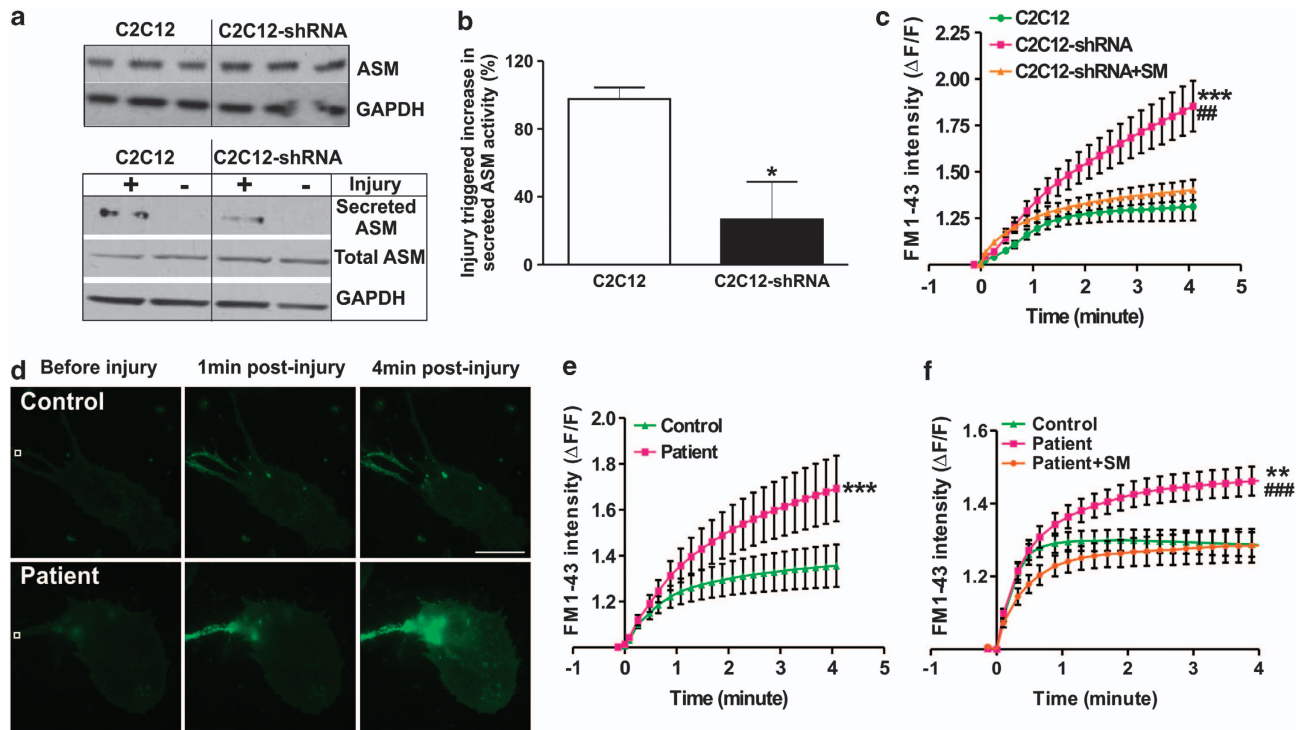 a
C2C12
C2C12-shRNA
ASM
GAPDH
C2C12
C2C12-shRNA
+
-
+
-
Injury
Secreted
ASM
Total ASM
GAPDH
b
Injury triggered increase in
secreted ASM activity (%)
120
80
40
0
*
C2C12
C2C12-shRNA
c
C2C12
C2C12-shRNA
C2C12-shRNA+SM
FM1-43 intensity (ΔF/F)
2.25
2.00
1.75
1.50
1.25
***
##
-1
0
1
2
3
4
5
Time (minute)
d
Before injury
1min post-injury
4min post-injury
Control
Patient
e
Control
Patient
FM1-43 intensity (ΔF/F)
2.0
1.8
1.6
1.4
1.2
***
-1
0
1
2
3
4
5
Time (minute)
f
Control
Patient
Patient+SM
FM1-43 intensity (ΔF/F)
1.6
1.4
1.2
**
###
-1
0
1
2
3
4
Time (minute)